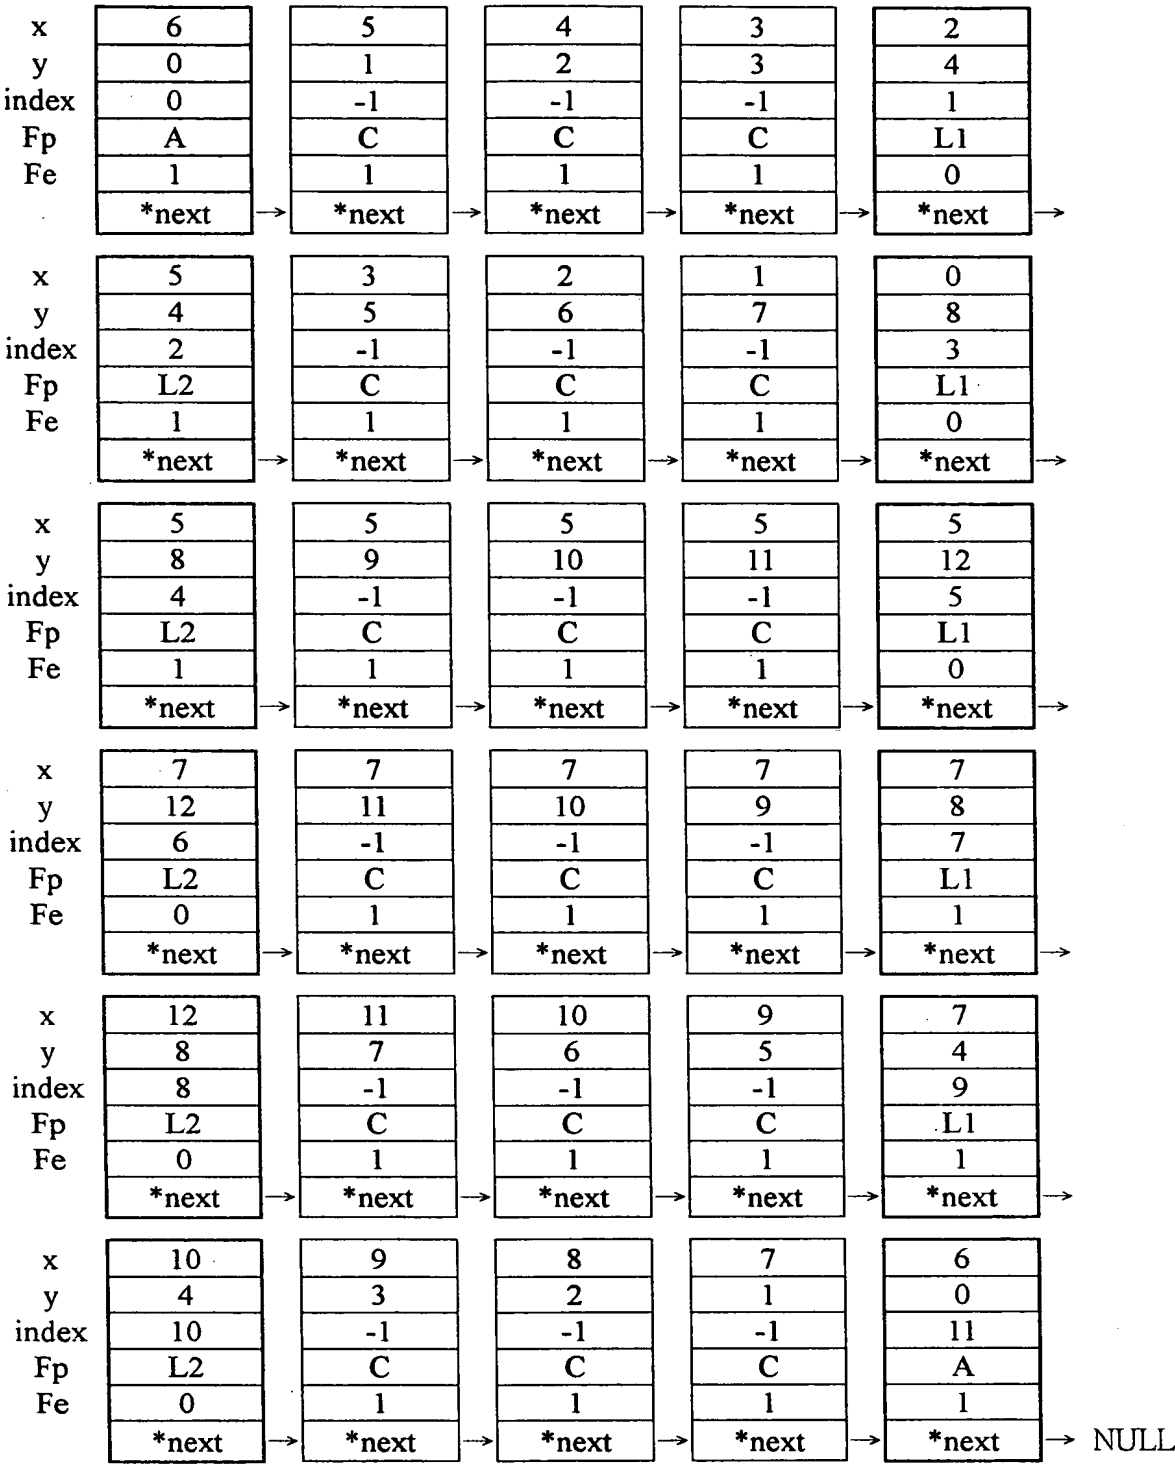 x 6 5 4 3 2
y 0 1 2 3 4
index 0 -1 -1 -1 1
Fp A C C C L1
Fe 1 1 1 1 0
*next → *next → *next → *next → *next →
x 5 3 2 1 0
y 4 5 6 7 8
index 2 -1 -1 -1 3
Fp L2 C C C L1
Fe 1 1 1 1 0
*next → *next → *next → *next → *next →
x 5 5 5 5 5
y 8 9 10 11 12
index 4 -1 -1 -1 5
Fp L2 C C C L1
Fe 1 1 1 1 0
*next → *next → *next → *next → *next →
x 7 7 7 7 7
y 12 11 10 9 8
index 6 -1 -1 -1 7
Fp L2 C C C L1
Fe 0 1 1 1 1
*next → *next → *next → *next → *next →
x 12 11 10 9 7
y 8 7 6 5 4
index 8 -1 -1 -1 9
Fp L2 C C C L1
Fe 0 1 1 1 1
*next → *next → *next → *next → *next →
x 10 9 8 7 6
y 4 3 2 1 0
index 10 -1 -1 -1 11
Fp L2 C C C A
Fe 0 1 1 1 1
*next → *next → *next → *next → *next → NULL